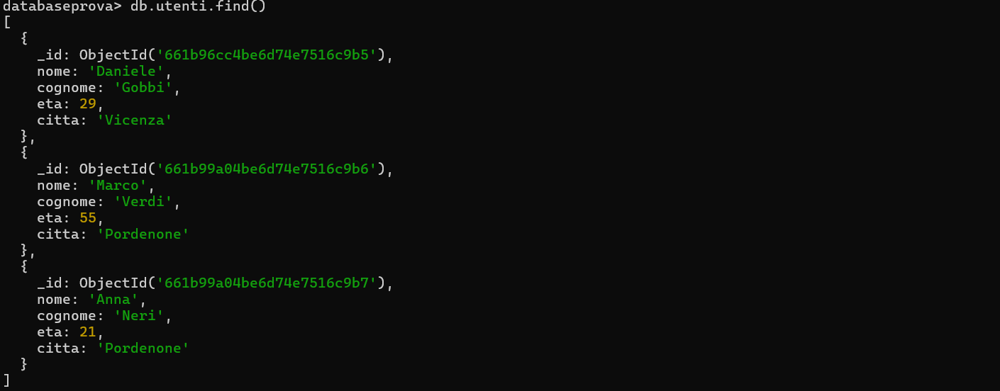 databaseprova> db.utenti.find()
[
  {
    _id: ObjectId('661b96cc4be6d74e7516c9b5'),
    nome: 'Daniele',
    cognome: 'Gobbi',
    eta: 29,
    citta: 'Vicenza'
  },
  {
    _id: ObjectId('661b99a04be6d74e7516c9b6'),
    nome: 'Marco',
    cognome: 'Verdi',
    eta: 55,
    citta: 'Pordenone'
  },
  {
    _id: ObjectId('661b99a04be6d74e7516c9b7'),
    nome: 'Anna',
    cognome: 'Neri',
    eta: 21,
    citta: 'Pordenone'
  }
]